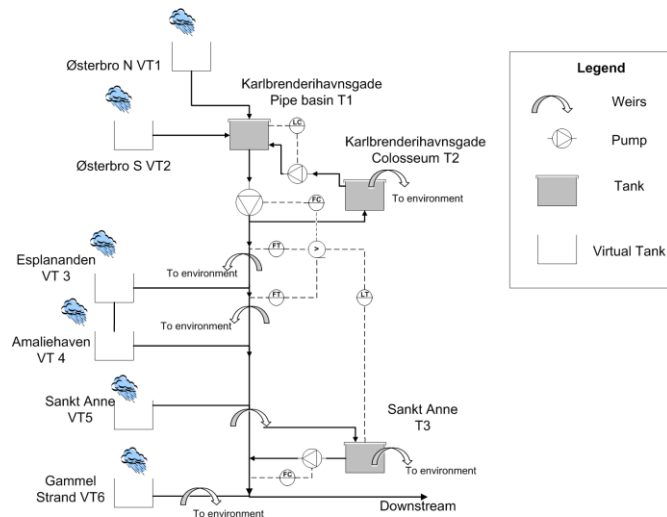 Østerbro N VT1
Karlbrenderihavnsgade
Pipe basin T1
LC
Østerbro S VT2
Karlbrenderihavnsgade
Colosseum T2
To environment
FC
FT
>
Esplananden
VT 3
To environment
FT
LT
To environment
Amaliehaven
VT 4
Sankt Anne
VT5
Sankt Anne
T3
To environment
FC
Gammel
Strand VT6
To environment
Downstream
Legend
Weirs
Pump
Tank
Virtual Tank